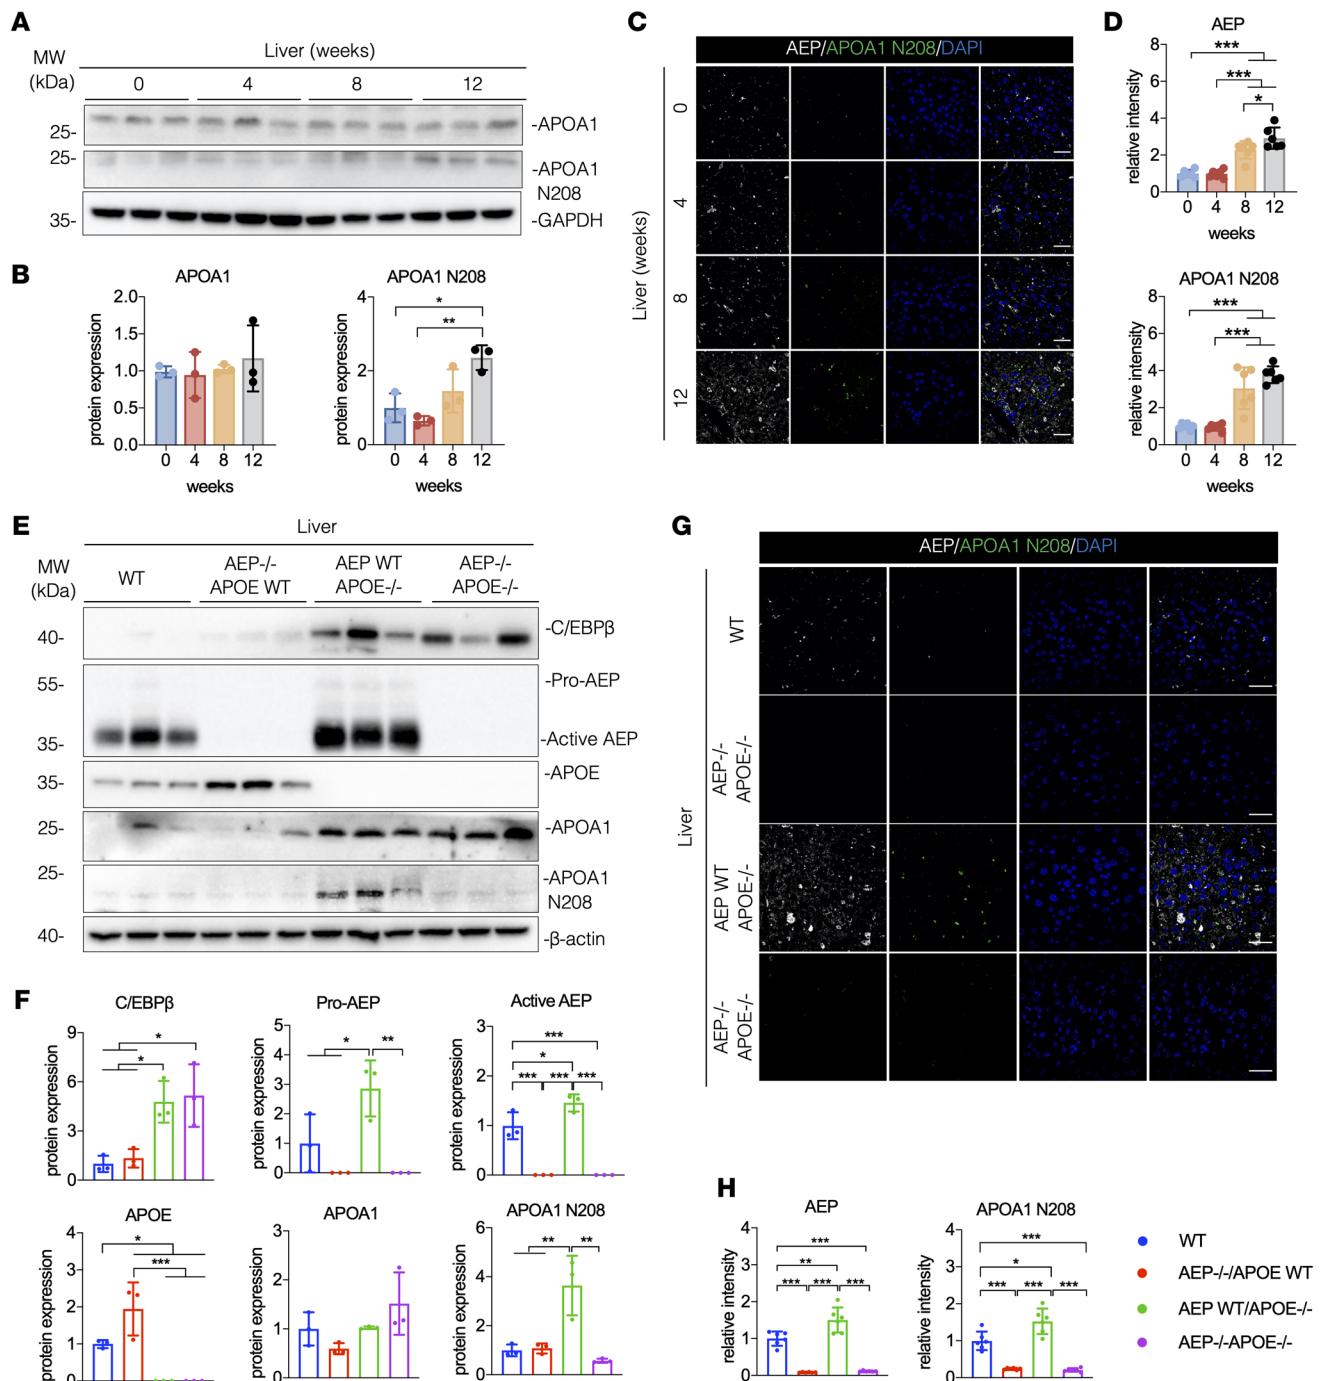 A
Liver (weeks)
MW
(kDa)
0 4 8 12
25-
-APOA1
25-
-APOA1
N208
35-
-GAPDH
B
APOA1
protein expression
2.0
1.5
1.0
0.5
0.0
0 4 8 12
weeks
APOA1 N208
protein expression
4
2
0
*
**
0 4 8 12
weeks
C
AEP/APOA1 N208/DAPI
Liver (weeks)
0
4
8
12
D
AEP
relative intensity
8
6
4
2
0
***
***
*
0 4 8 12
weeks
APOA1 N208
relative intensity
8
6
4
2
0
***
***
0 4 8 12
weeks
E
Liver
MW
(kDa)
WT
AEP-/-
APOE WT
AEP WT
APOE-/-
AEP-/-
APOE-/-
40-
-C/EBPβ
55-
-Pro-AEP
35-
-Active AEP
35-
-APOE
25-
-APOA1
25-
-APOA1
N208
40-
-β-actin
F
C/EBPβ
protein expression
9
6
3
0
*
*
Pro-AEP
protein expression
5
4
3
2
1
0
* **
Active AEP
protein expression
3
2
1
0
***
*
*** *** ***
APOE
protein expression
4
3
2
1
0
*
***
APOA1
protein expression
3
2
1
0
APOA1 N208
protein expression
6
4
2
0
** **
G
AEP/APOA1 N208/DAPI
Liver
WT
AEP-/-
APOE-/-
AEP WT
APOE-/-
AEP-/-
APOE-/-
H
AEP
relative intensity
4
3
2
1
0
***
**
*** *** ***
APOA1 N208
relative intensity
4
3
2
1
0
***
*
*** *** ***
WT
AEP-/-/APOE WT
AEP WT/APOE-/-
AEP-/-APOE-/-